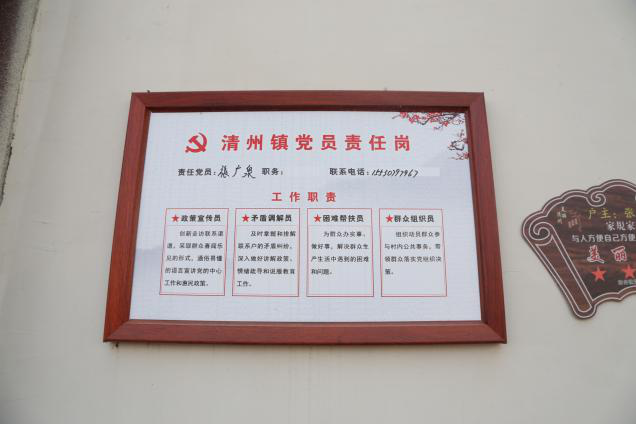 清州镇党员责任岗
责任党员：张广泉 职务： 联系电话：
工作职责
★政策宣传员
创新走访联系渠
道，采取群众喜闻乐
见的形式，通俗易懂
的语言宣讲党的中心
工作和惠民政策。
★矛盾调解员
及时掌握和排解
联系户的矛盾纠纷，
深入做好讲解政策、
情绪疏导和说服教育
工作。
★困难帮扶员
为群众办实事、
做好事，解决群众生
产生活中遇到的困难
和问题。
★群众组织员
组织动员群众参
与村内公共事务，带
领群众落实党组织决
策。
户主：张
家规家
与人方便自己方便
美丽